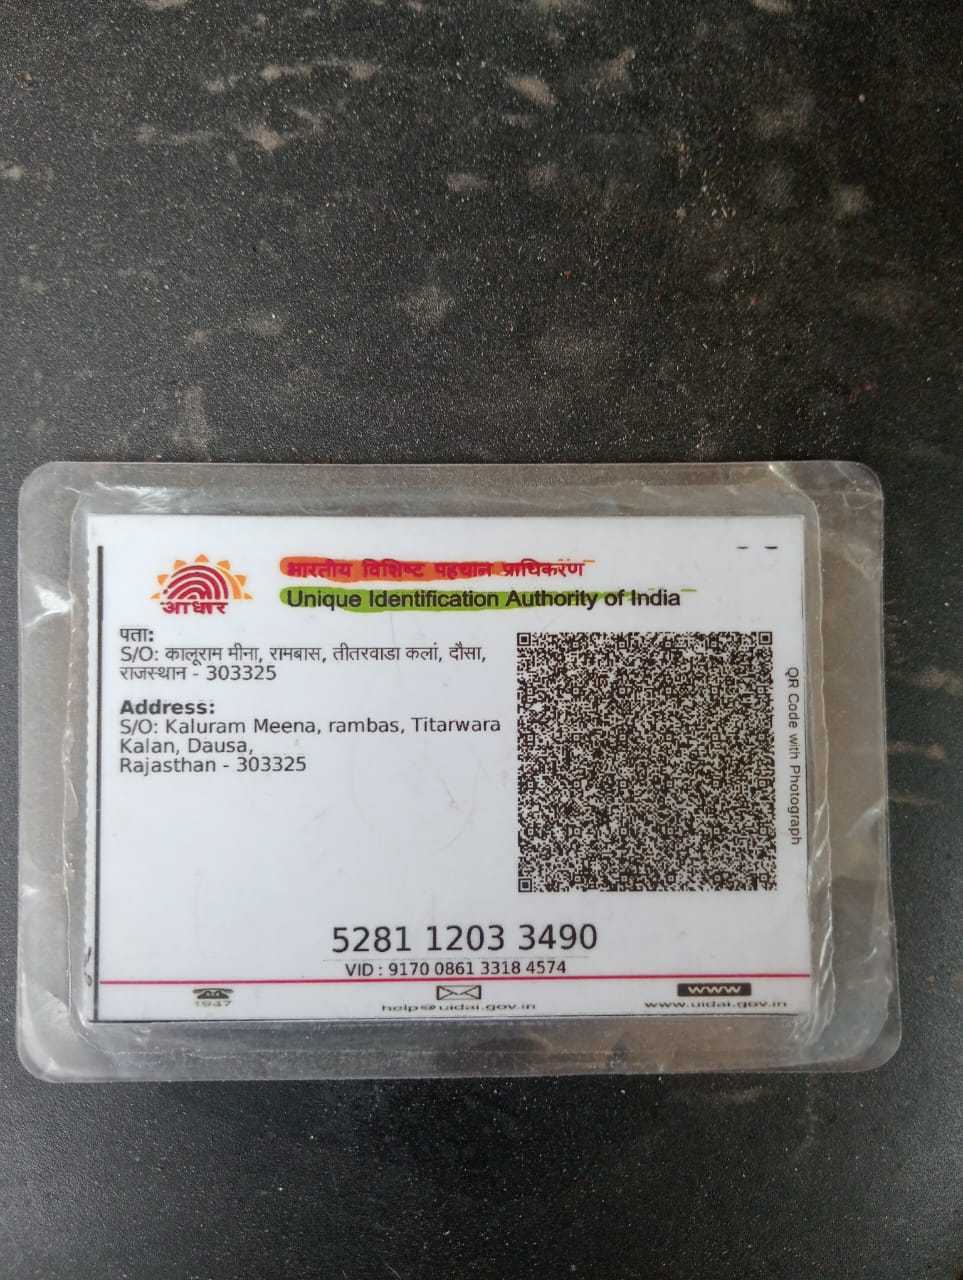 आधार
भारतीय विशिष्ट पहचान प्राधिकरण
Unique Identification Authority of India
पता:
S/O: कालूराम मीना, रामबास, तीतरवाडा कलां, दौसा,
राजस्थान - 303325
Address:
S/O: Kaluram Meena, rambas, Titarwara
Kalan, Dausa,
Rajasthan - 303325
QR Code with Photograph
5281 1203 3490
VID : 9170 0861 3318 4574
1947
help@uidai.gov.in
www
www.uidai.gov.in